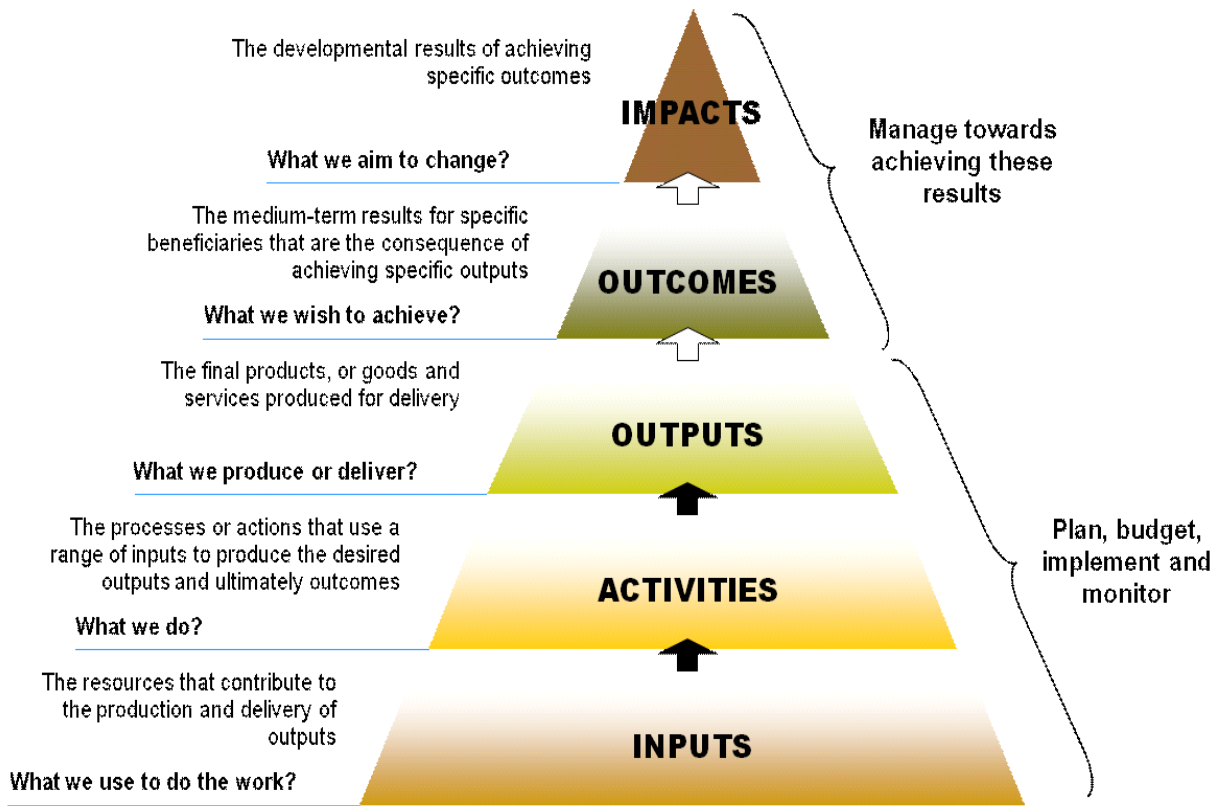 The developmental results of achieving
specific outcomes
IMPACTS
What we aim to change?
Manage towards
achieving these
results
The medium-term results for specific
beneficiaries that are the consequence of
achieving specific outputs
OUTCOMES
What we wish to achieve?
The final products, or goods and
services produced for delivery
OUTPUTS
What we produce or deliver?
The processes or actions that use a
range of inputs to produce the desired
outputs and ultimately outcomes
ACTIVITIES
What we do?
Plan, budget,
implement and
monitor
The resources that contribute to
the production and delivery of
outputs
INPUTS
What we use to do the work?